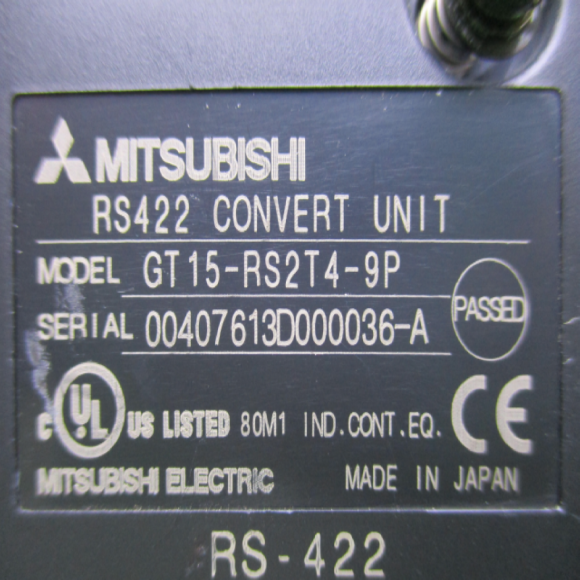 MITSUBISHI
RS422 CONVERT UNIT
MODEL GT15-RS2T4-9P
SERIAL 00407613D000036-A
PASSED
C UL US LISTED 80M1 IND.CONT.EQ. CE
MITSUBISHI ELECTRIC MADE IN JAPAN
RS-422